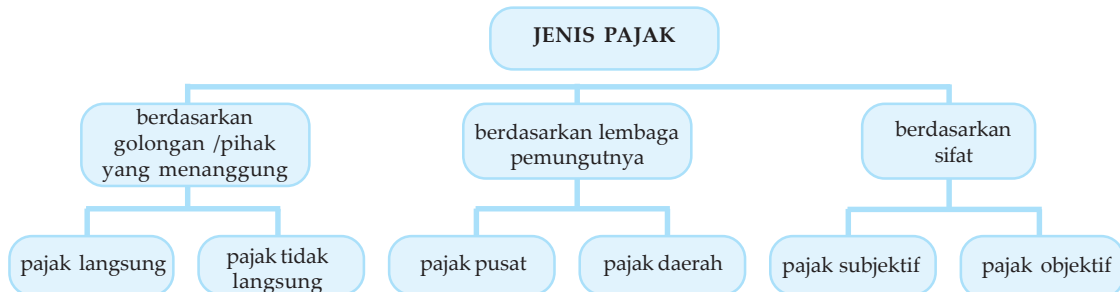 JENIS PAJAK
berdasarkan
golongan /pihak
yang menanggung
berdasarkan lembaga
pemungutnya
berdasarkan
sifat
pajak langsung
pajak tidak
langsung
pajak pusat
pajak daerah
pajak subjektif
pajak objektif